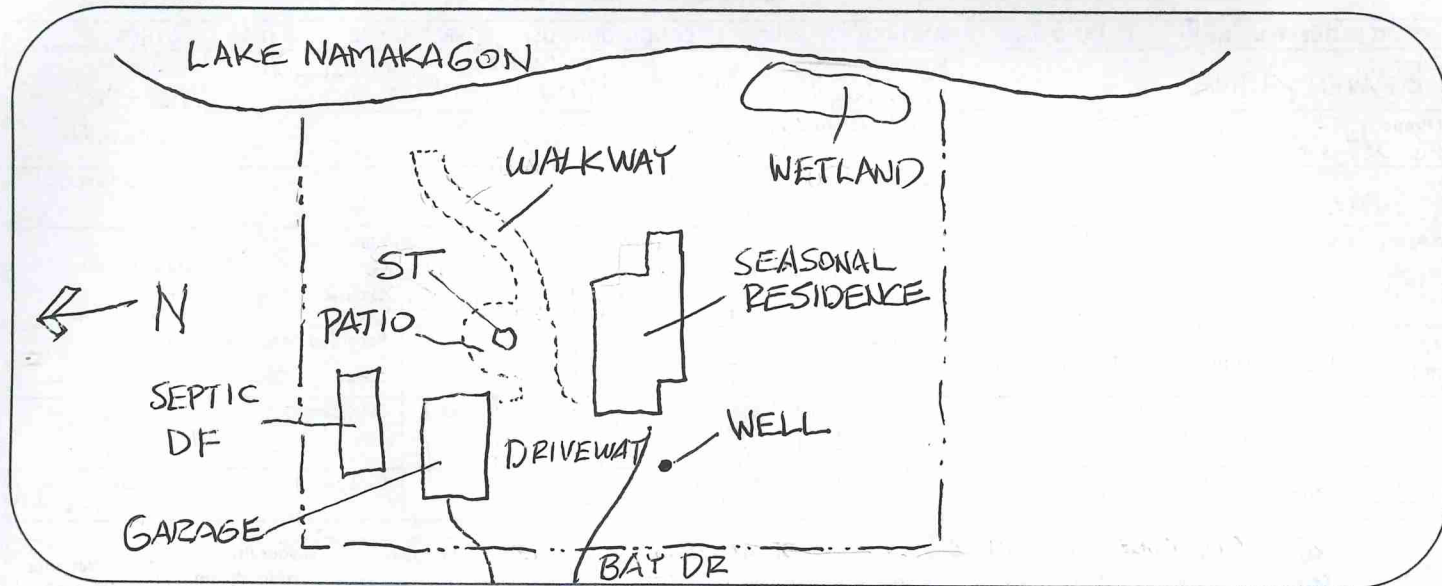 LAKE NAMAKAGON
WALKWAY
WETLAND
ST
SEASONAL
RESIDENCE
N
PATIO
SEPTIC
DF
WELL
DRIVEWAY
GARAGE
BAY DR